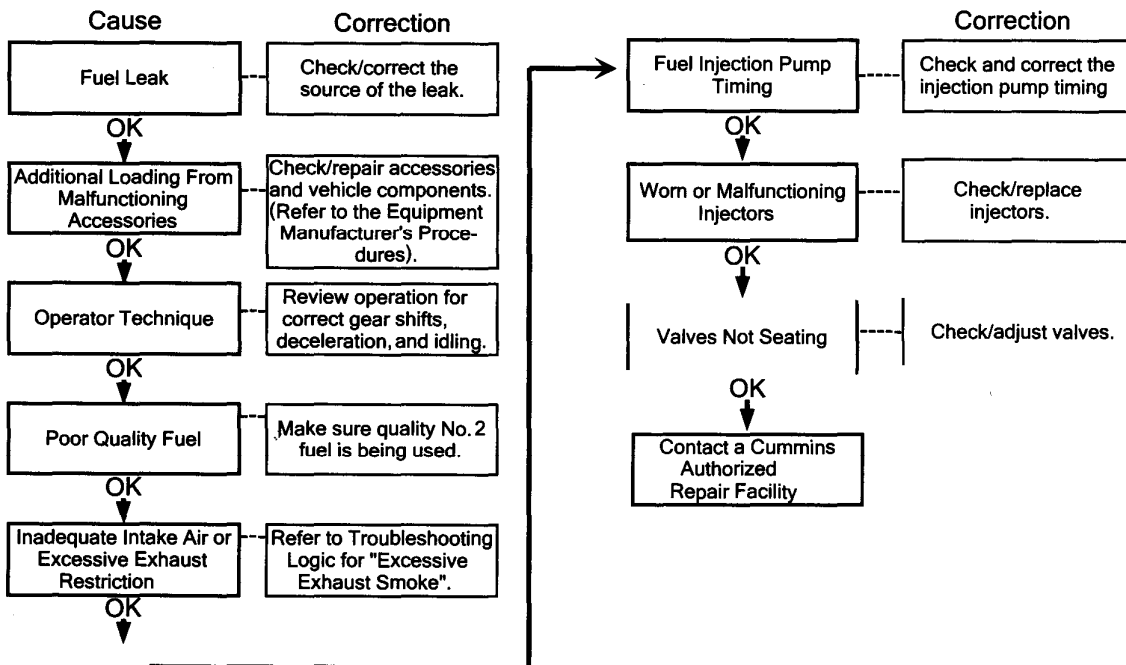 Cause
Correction
Fuel Leak
Check/correct the
source of the leak.
OK
Additional Loading From
Malfunctioning
Accessories
Check/repair accessories
and vehicle components.
(Refer to the Equipment
Manufacturer's Proce-
dures).
OK
Operator Technique
Review operation for
correct gear shifts,
deceleration, and idling.
OK
Poor Quality Fuel
Make sure quality No. 2
fuel is being used.
OK
Inadequate Intake Air or
Excessive Exhaust
Restriction
Refer to Troubleshooting
Logic for "Excessive
Exhaust Smoke".
OK
Correction
Fuel Injection Pump
Timing
Check and correct the
injection pump timing
OK
Worn or Malfunctioning
Injectors
Check/replace
injectors.
OK
Valves Not Seating
Check/adjust valves.
OK
Contact a Cummins
Authorized
Repair Facility